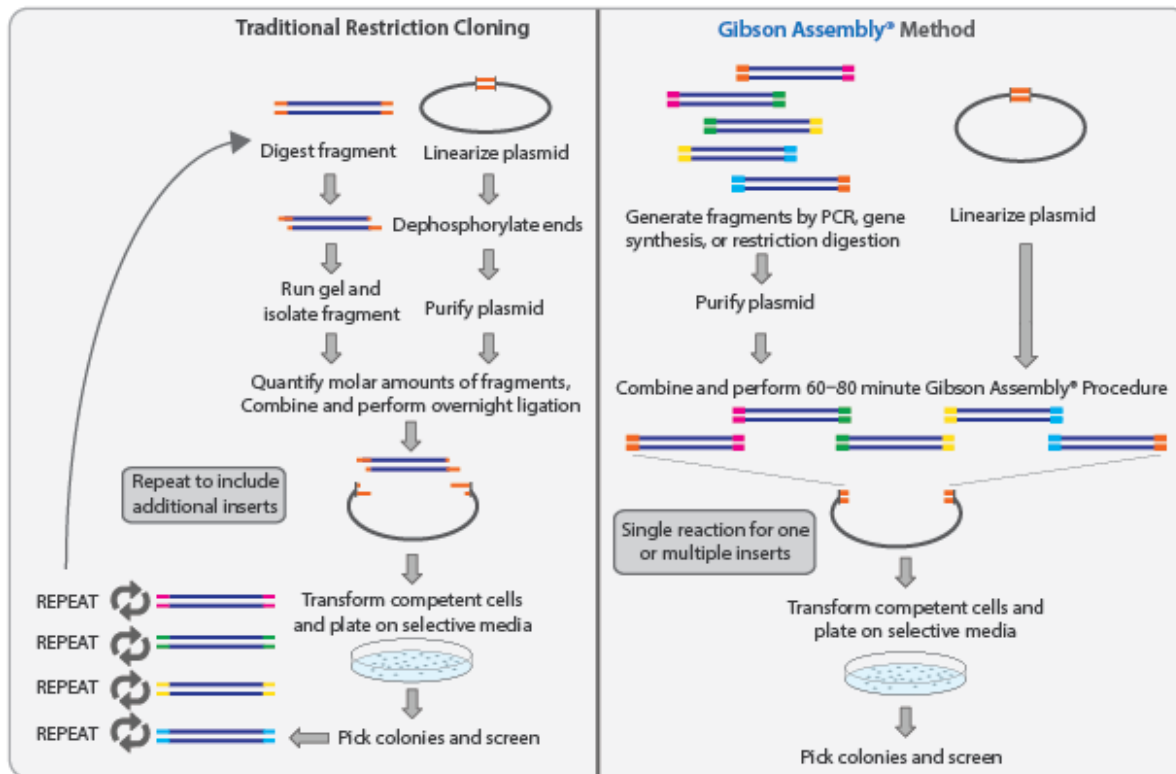 Traditional Restriction Cloning
Digest fragment
Linearize plasmid
Dephosphorylate ends
Run gel and
isolate fragment
Purify plasmid
Quantify molar amounts of fragments,
Combine and perform overnight ligation
Repeat to include
additional inserts
REPEAT
REPEAT
REPEAT
REPEAT
Transform competent cells
and plate on selective media
Pick colonies and screen
Gibson Assembly® Method
Generate fragments by PCR, gene
synthesis, or restriction digestion
Linearize plasmid
Purify plasmid
Combine and perform 60–80 minute Gibson Assembly® Procedure
Single reaction for one
or multiple inserts
Transform competent cells and
plate on selective media
Pick colonies and screen